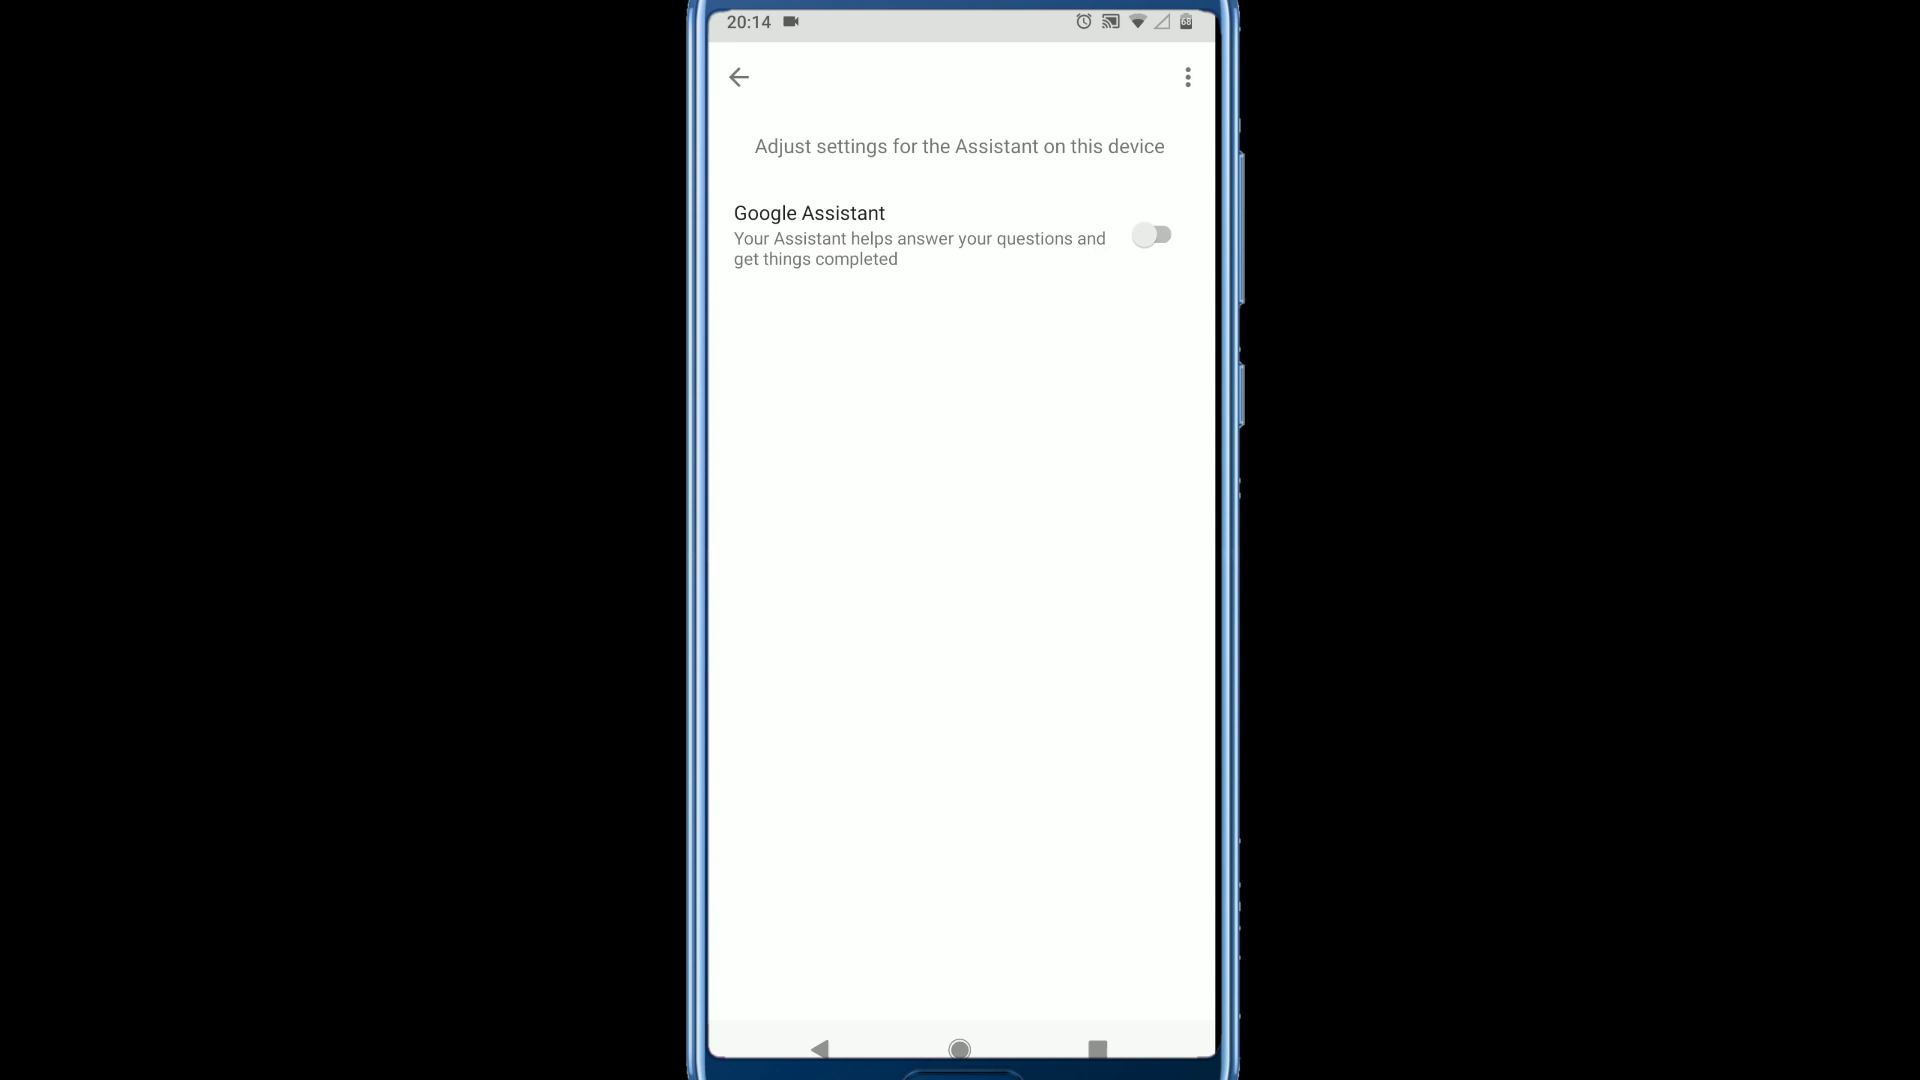 20:14
68
Adjust settings for the Assistant on this device
Google Assistant
Your Assistant helps answer your questions and
get things completed